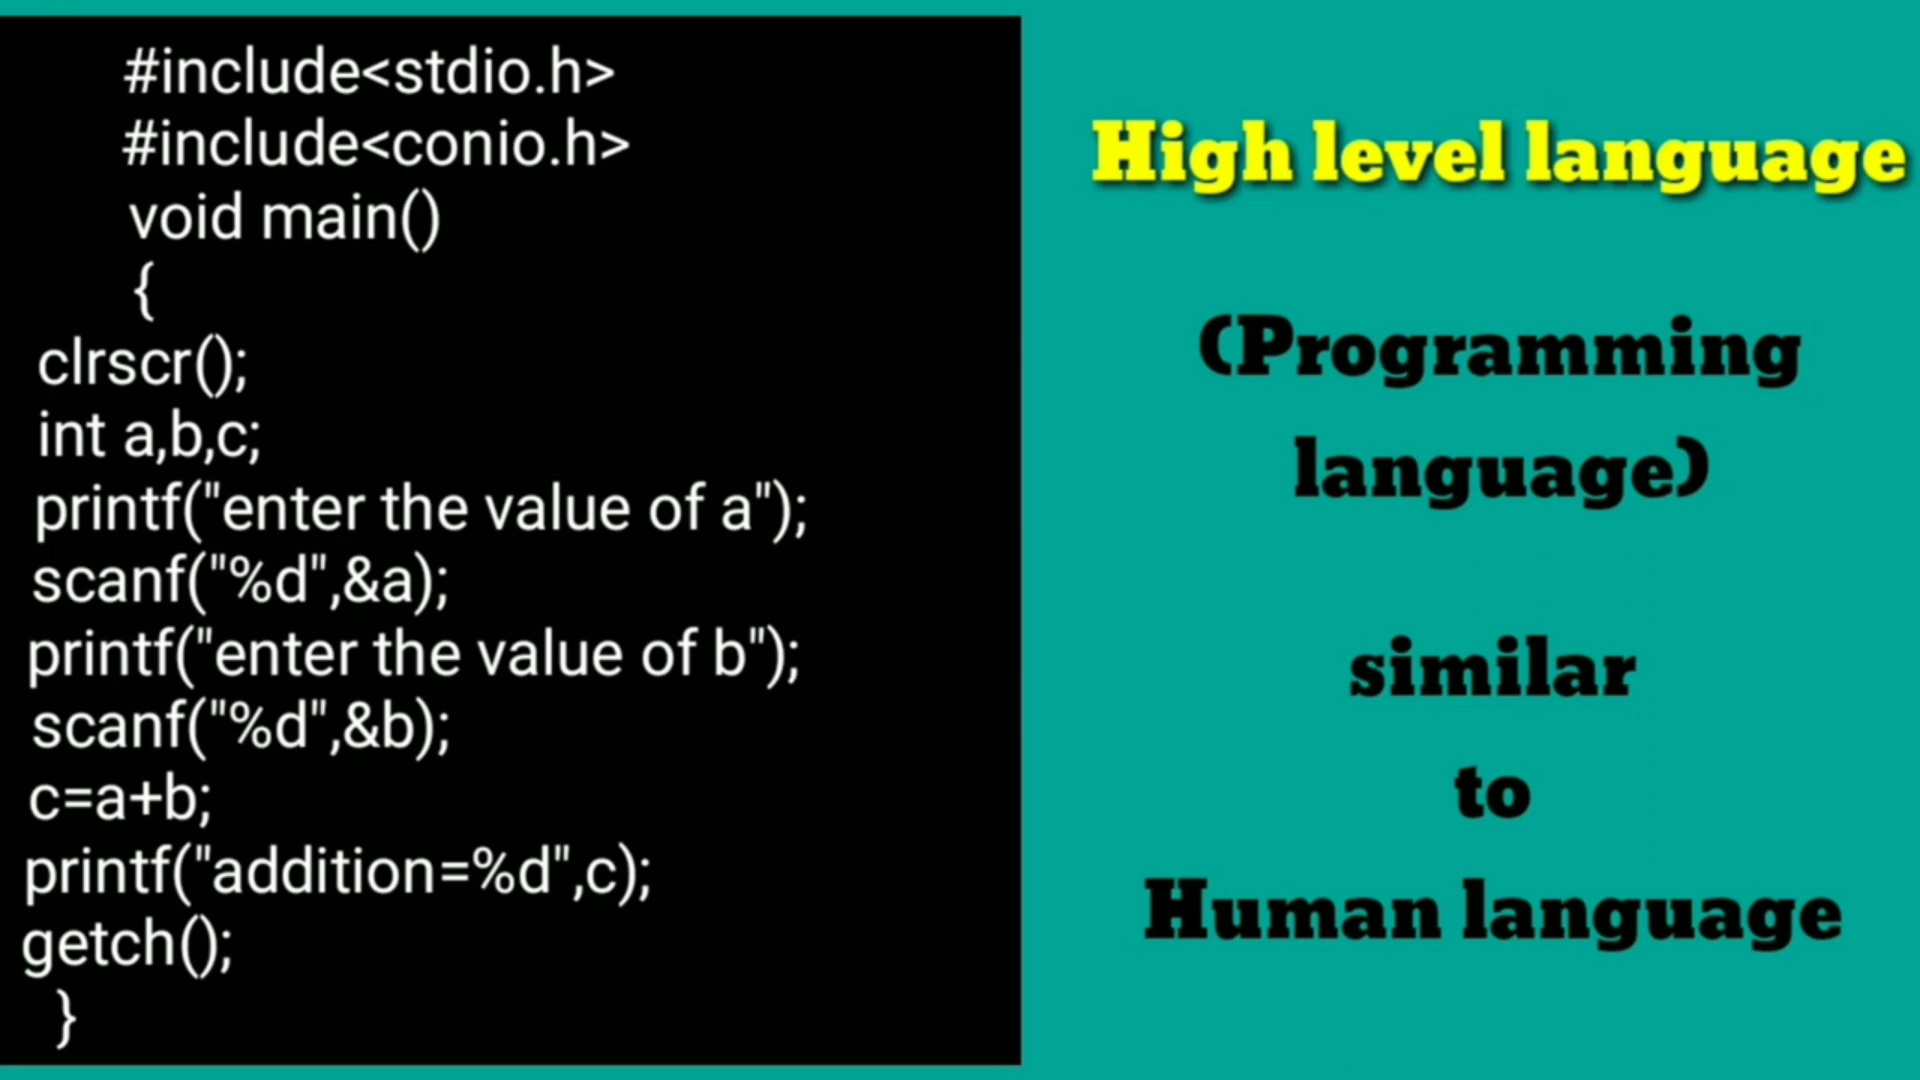 #include<stdio.h>
#include<conio.h>
void main()
{
clrscr();
int a,b,c;
printf("enter the value of a");
scanf("%d",&a);
printf("enter the value of b");
scanf("%d",&b);
c=a+b;
printf("addition=%d",c);
getch();
}
High level language
(Programming
language)
similar
to
Human language